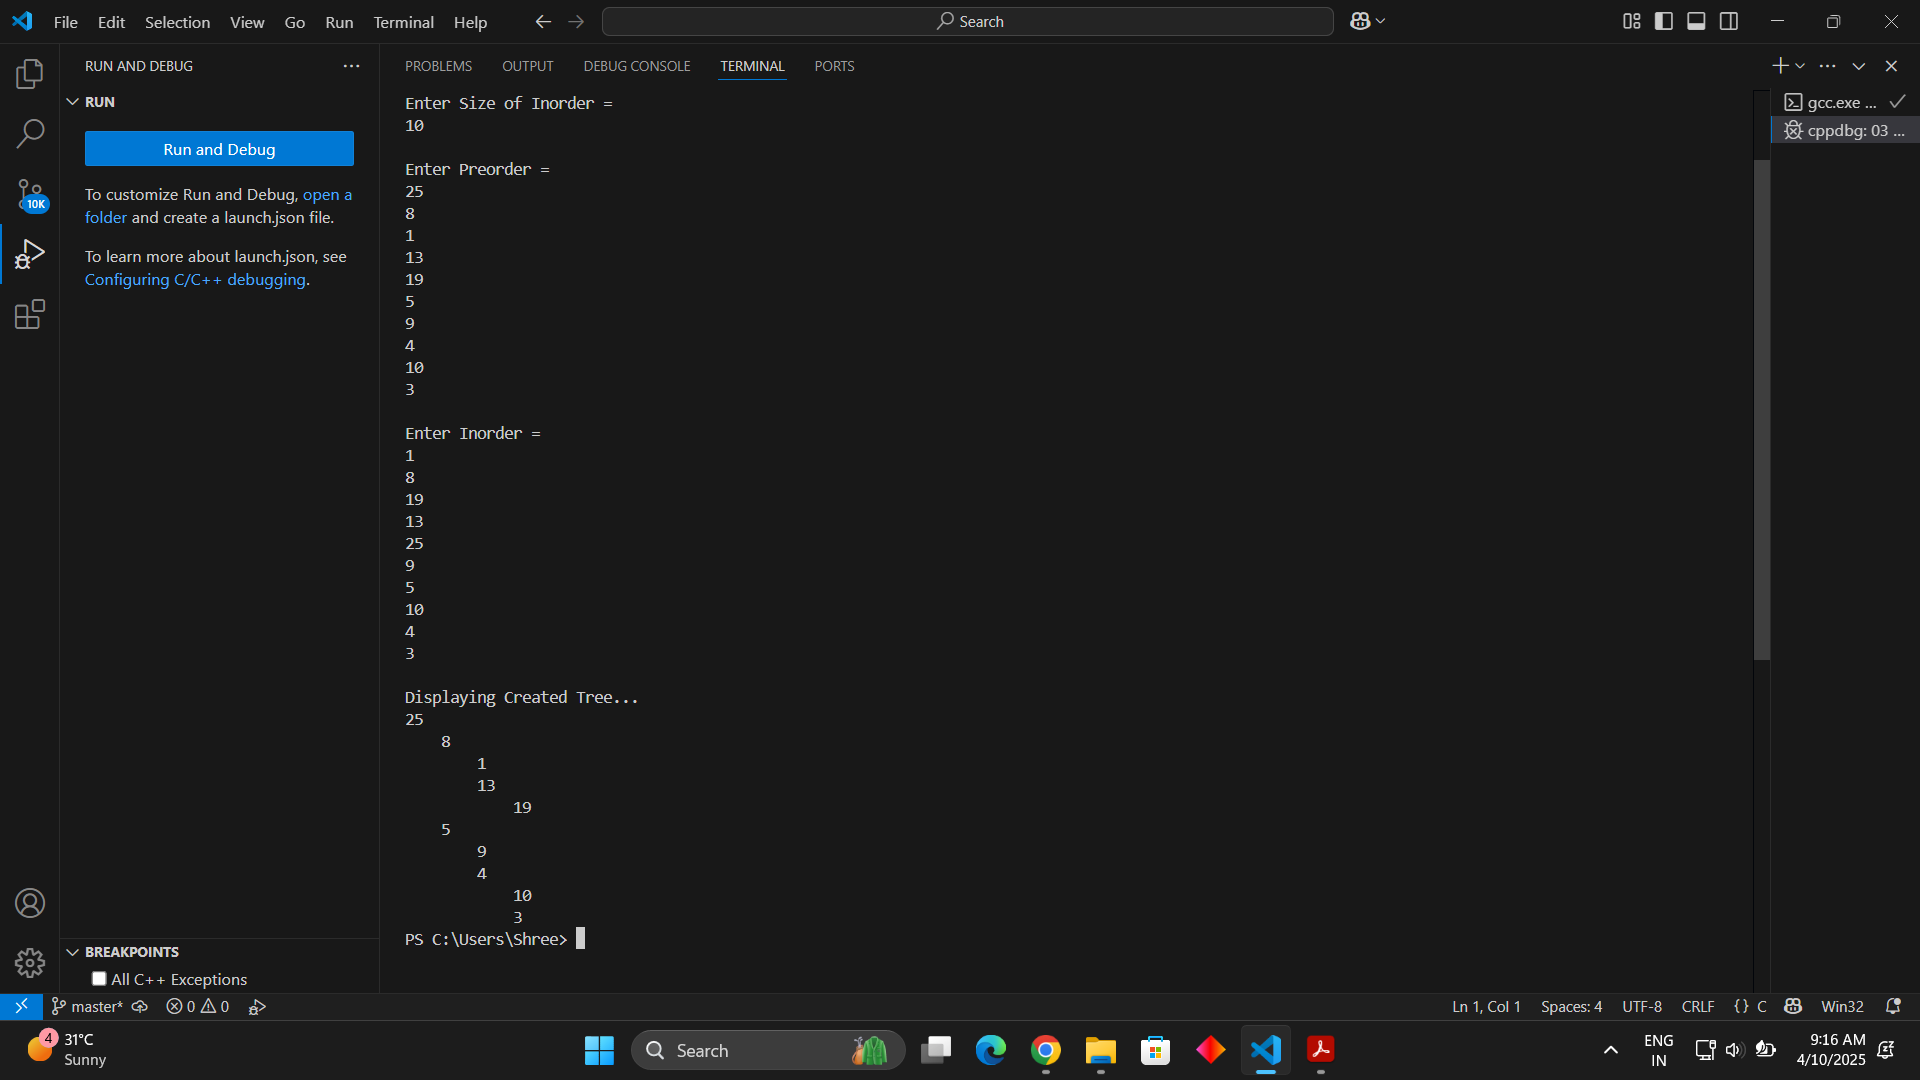 File Edit Selection View Go Run Terminal Help
Search
RUN AND DEBUG
RUN
Run and Debug
To customize Run and Debug, open a
folder and create a launch.json file.
To learn more about launch.json, see
Configuring C/C++ debugging.
10K
BREAKPOINTS
All C++ Exceptions
PROBLEMS OUTPUT DEBUG CONSOLE TERMINAL PORTS
Enter Size of Inorder =
10
Enter Preorder =
25
8
1
13
19
5
9
4
10
3
Enter Inorder =
1
8
19
13
25
9
5
10
4
3
Displaying Created Tree...
25
8
1
13
19
5
9
4
10
3
PS C:\Users\Shree>
gcc.exe ...
cppdbg: 03 ...
master* 0 0
Ln 1, Col 1 Spaces: 4 UTF-8 CRLF {} C Win32
4
31°C
Sunny
Search
ENG
IN
9:16 AM
4/10/2025